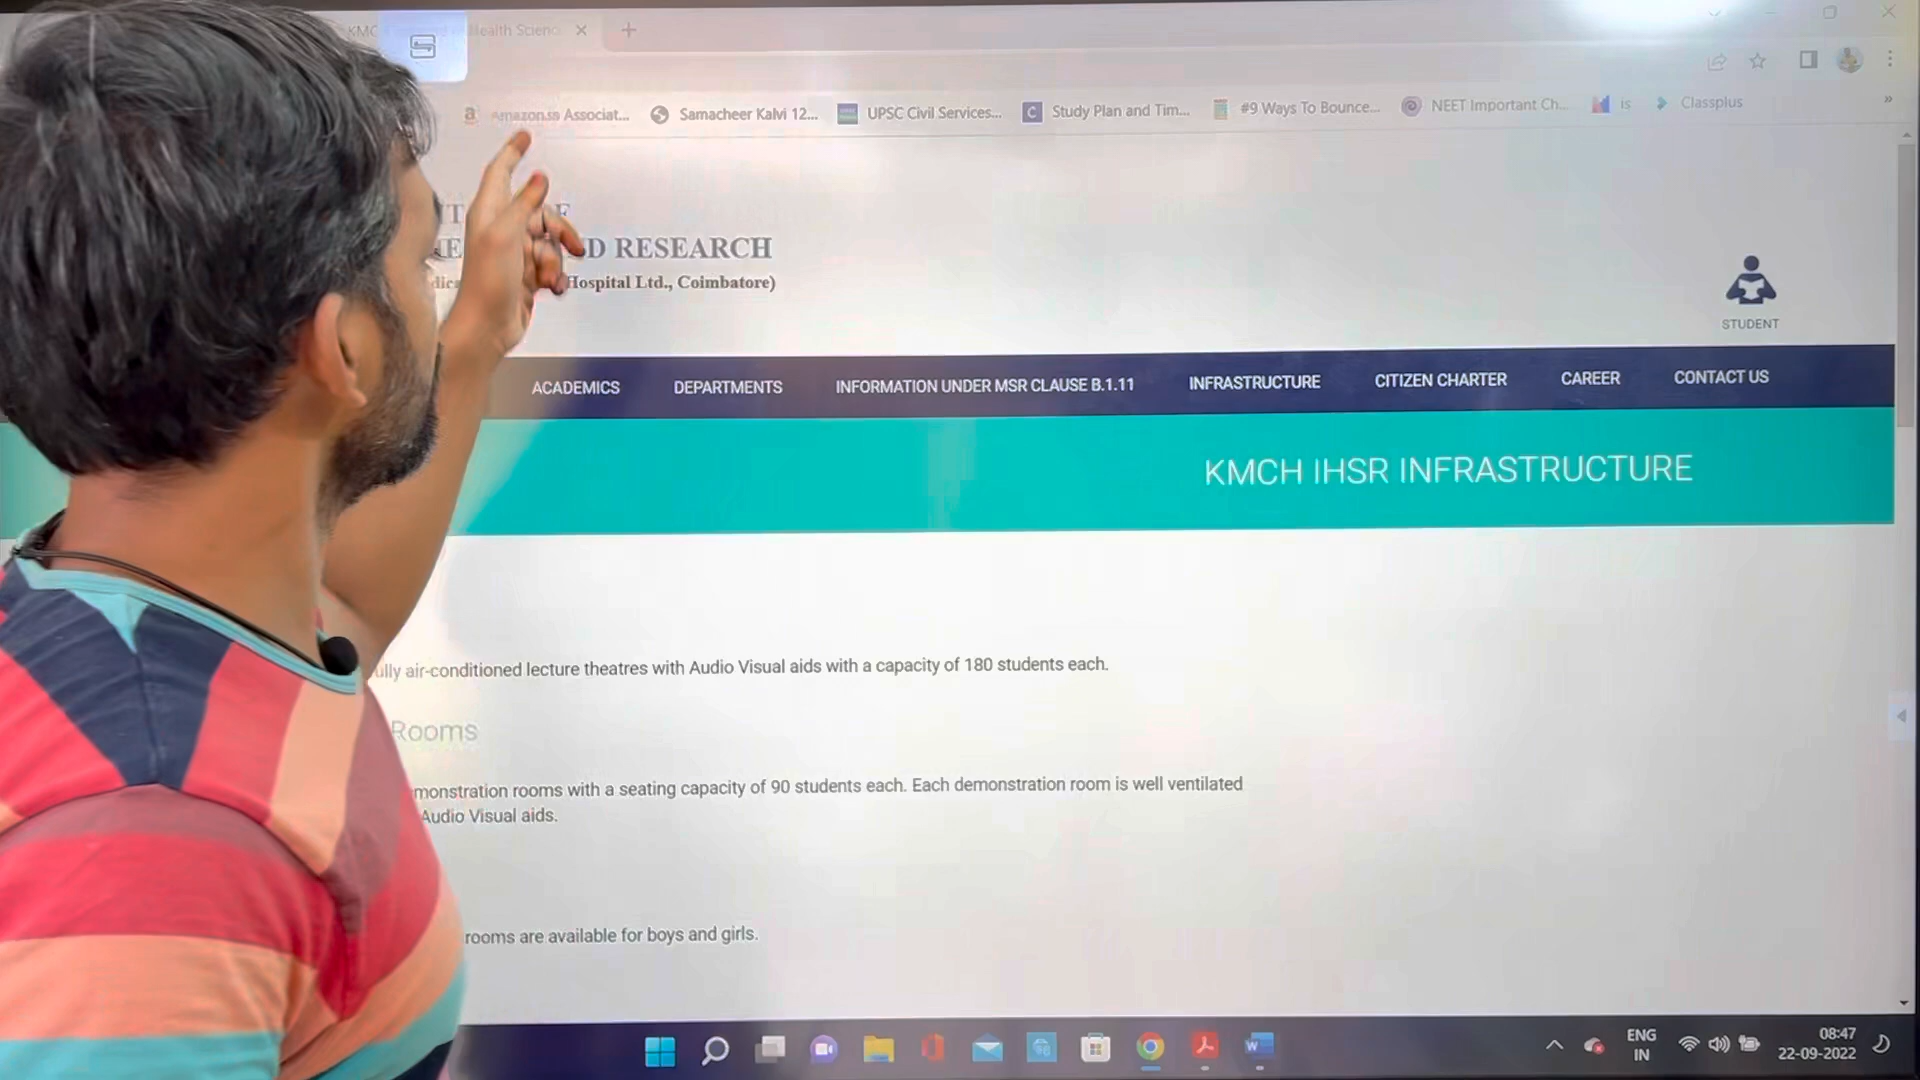 KMC Health Scienc
Amazon.sa Associat... Samacheer Kalvi 12... UPSC Civil Services... Study Plan and Tim... #9 Ways To Bounce... NEET Important Ch... is Classplus
D RESEARCH
Hospital Ltd., Coimbatore)
STUDENT
ACADEMICS DEPARTMENTS INFORMATION UNDER MSR CLAUSE B.1.11 INFRASTRUCTURE CITIZEN CHARTER CAREER CONTACT US
KMCH IHSR INFRASTRUCTURE
ully air-conditioned lecture theatres with Audio Visual aids with a capacity of 180 students each.
Rooms
monstration rooms with a seating capacity of 90 students each. Each demonstration room is well ventilated
Audio Visual aids.
rooms are available for boys and girls.
ENG
IN
08:47
22-09-2022